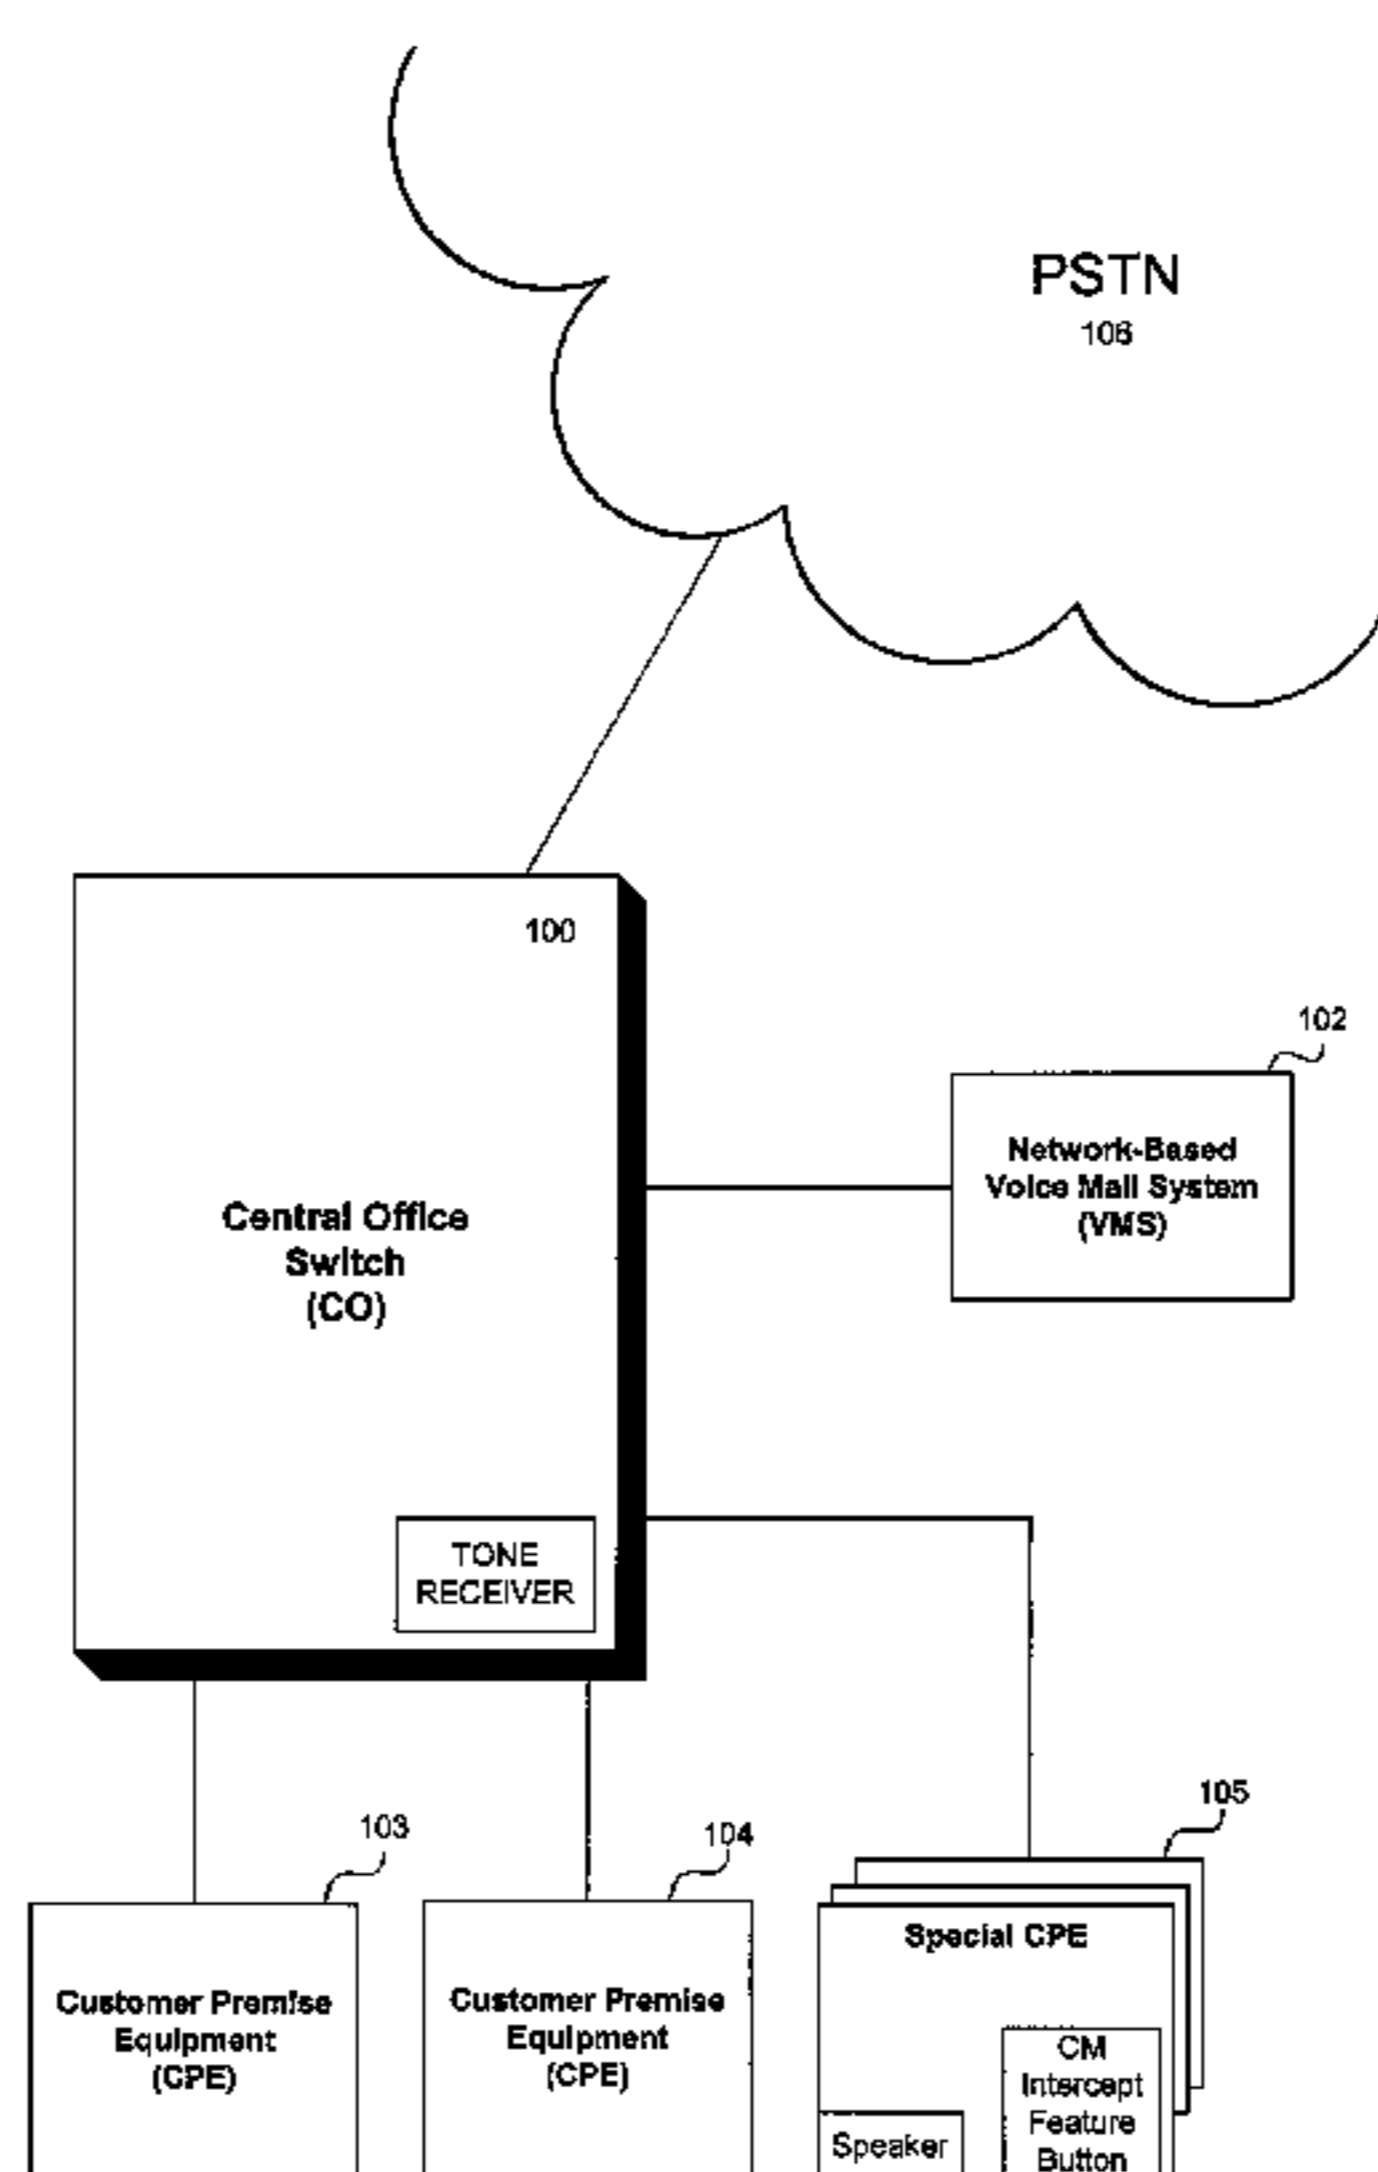 PSTN
106
100
Central Office
Switch
(CO)
TONE
RECEIVER
102
Network-Based
Voice Mail System
(VMS)
103
Customer Premise
Equipment
(CPE)
104
Customer Premise
Equipment
(CPE)
105
Special CPE
Speaker
CM
Intercept
Feature
Button